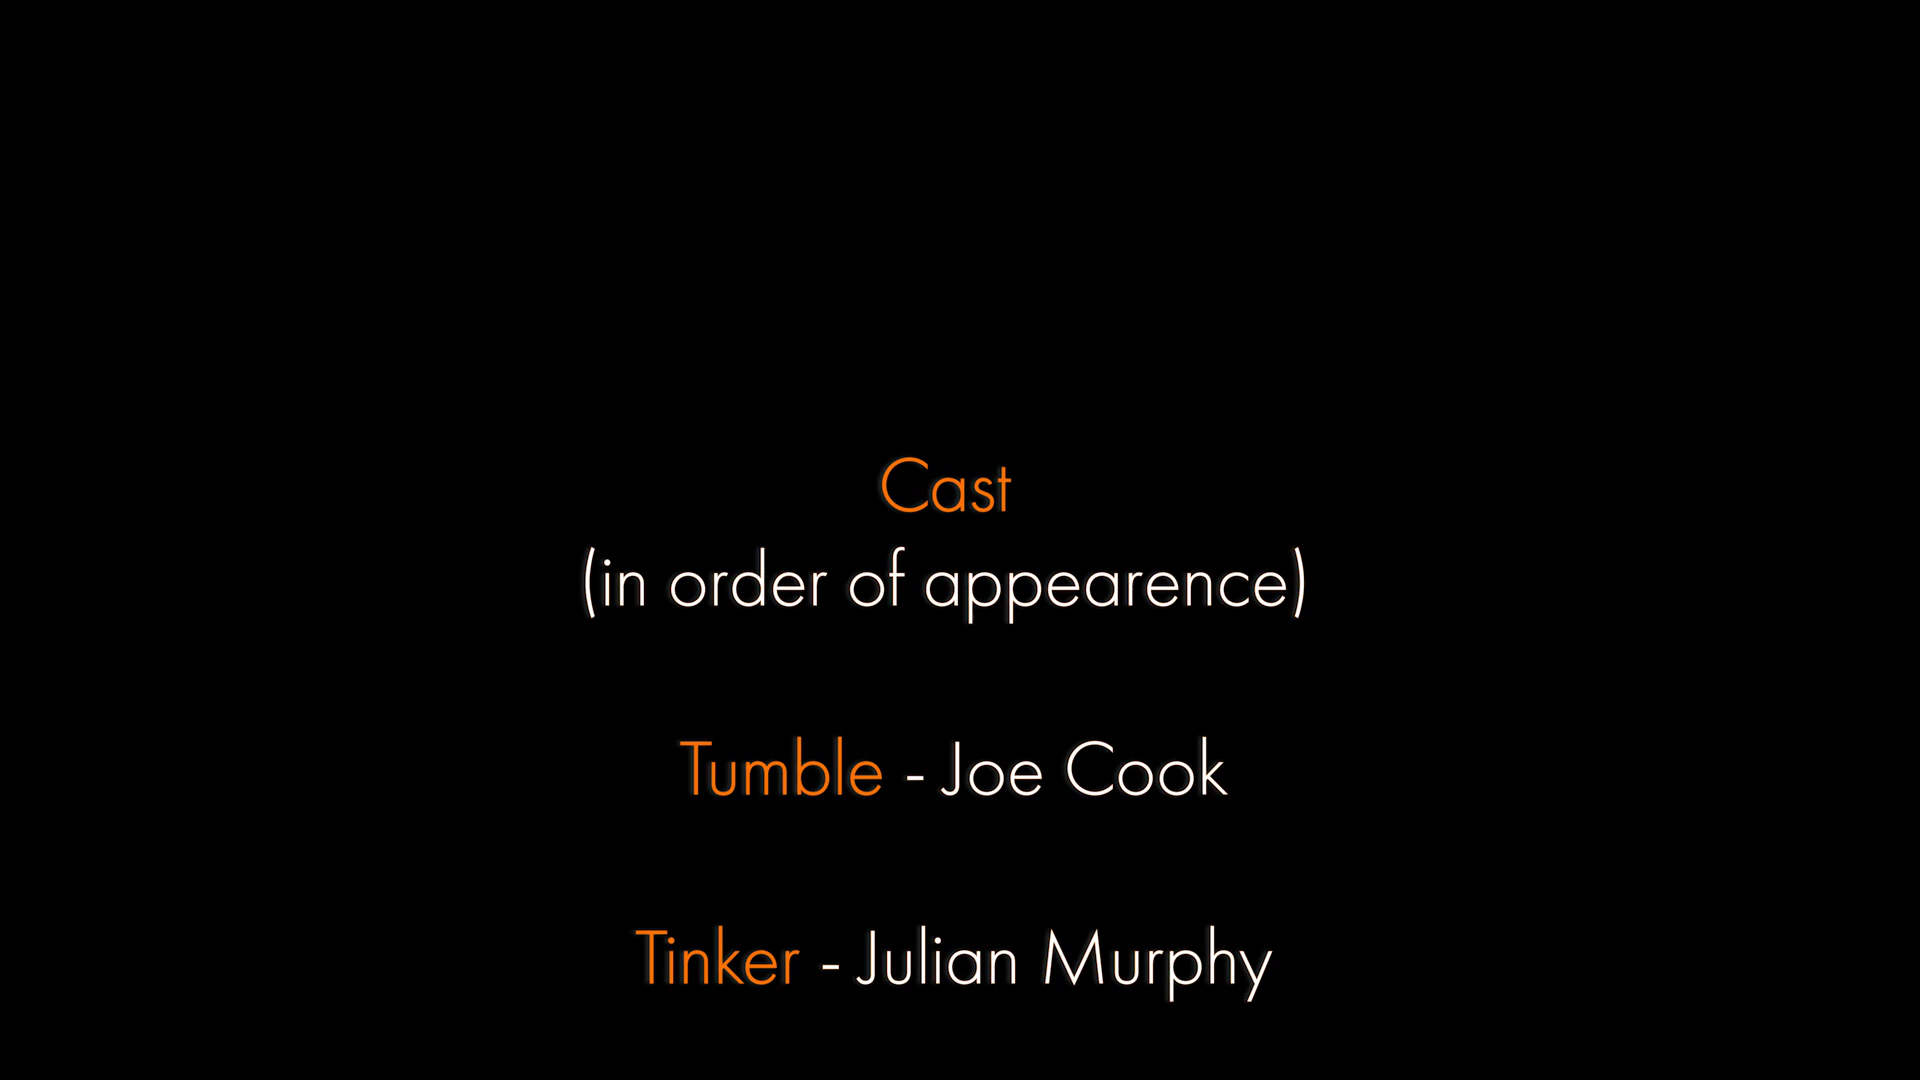 Cast
(in order of appearence)
Tumble - Joe Cook
Tinker - Julian Murphy